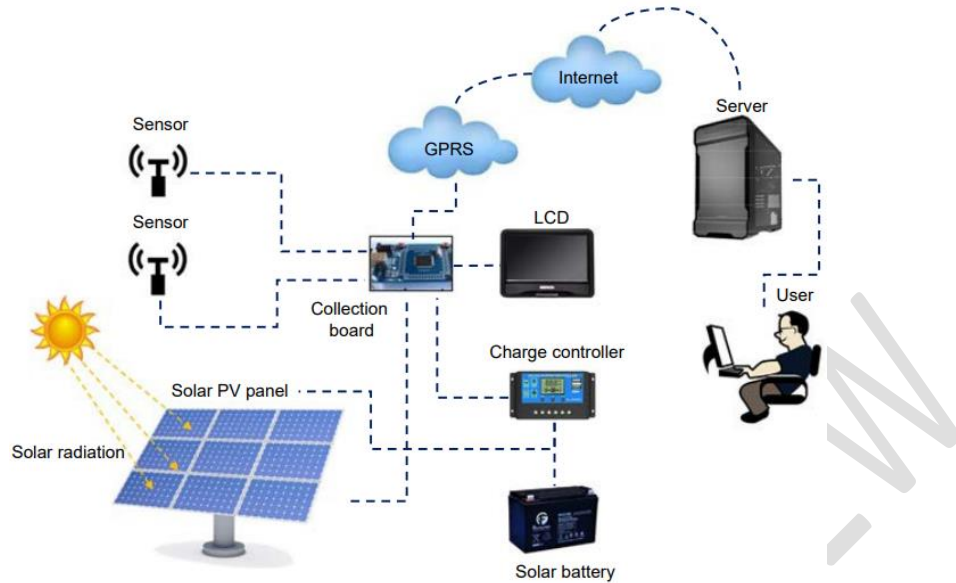 Internet
Server
Sensor
GPRS
Sensor
LCD
Collection
board
User
Charge controller
Solar PV panel
Solar radiation
Solar battery